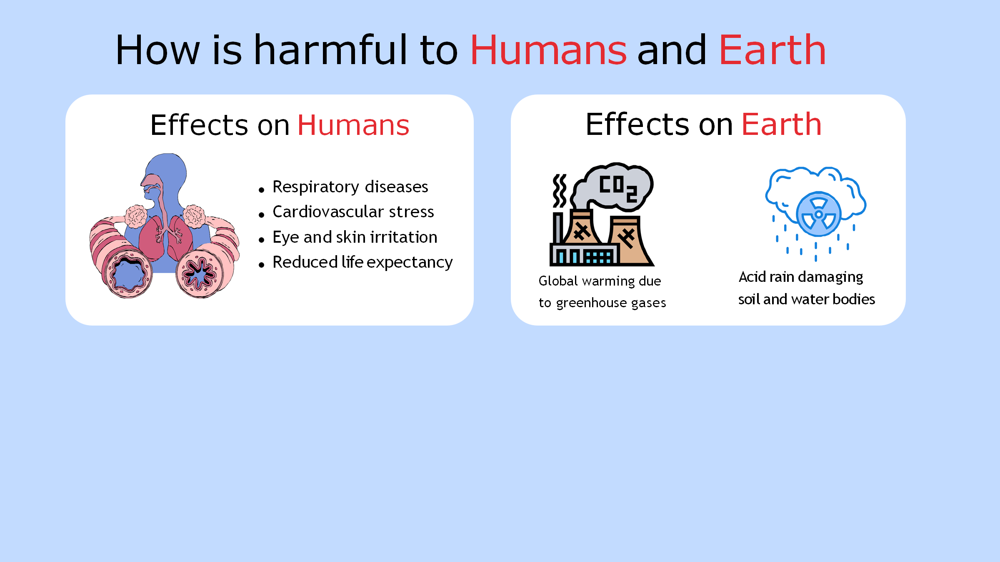 How is harmful to Humans and Earth
Effects on Humans
• Respiratory diseases
• Cardiovascular stress
• Eye and skin irritation
• Reduced life expectancy
Effects on Earth
CO2
Global warming due
to greenhouse gases
Acid rain damaging
soil and water bodies